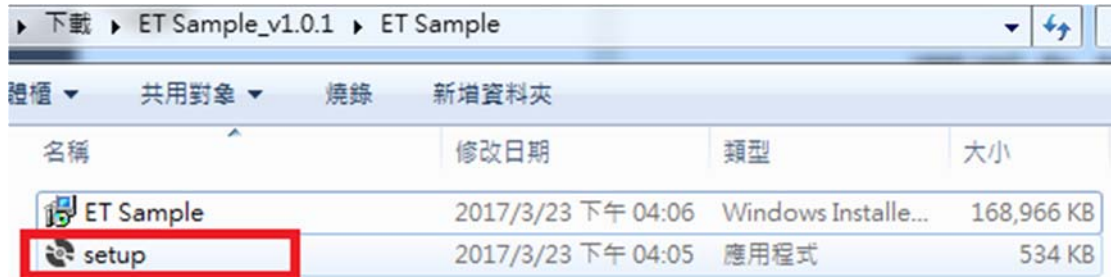 下載 ET Sample_v1.0.1 ET Sample
體櫃 共用對象 燒錄 新增資料夾
名稱 修改日期 類型 大小
ET Sample 2017/3/23 下午 04:06 Windows Installe... 168,966 KB
setup 2017/3/23 下午 04:05 應用程式 534 KB